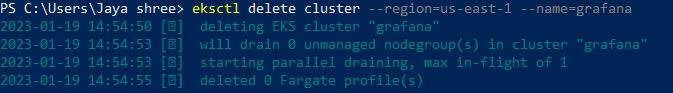 PS C:\Users\Jaya shree> eksctl delete cluster --region=us-east-1 --name=grafana
2023-01-19 14:54:50 [ℹ]  deleting EKS cluster "grafana"
2023-01-19 14:54:53 [ℹ]  will drain 0 unmanaged nodegroup(s) in cluster "grafana"
2023-01-19 14:54:53 [ℹ]  starting parallel draining, max in-flight of 1
2023-01-19 14:54:55 [ℹ]  deleted 0 Fargate profile(s)